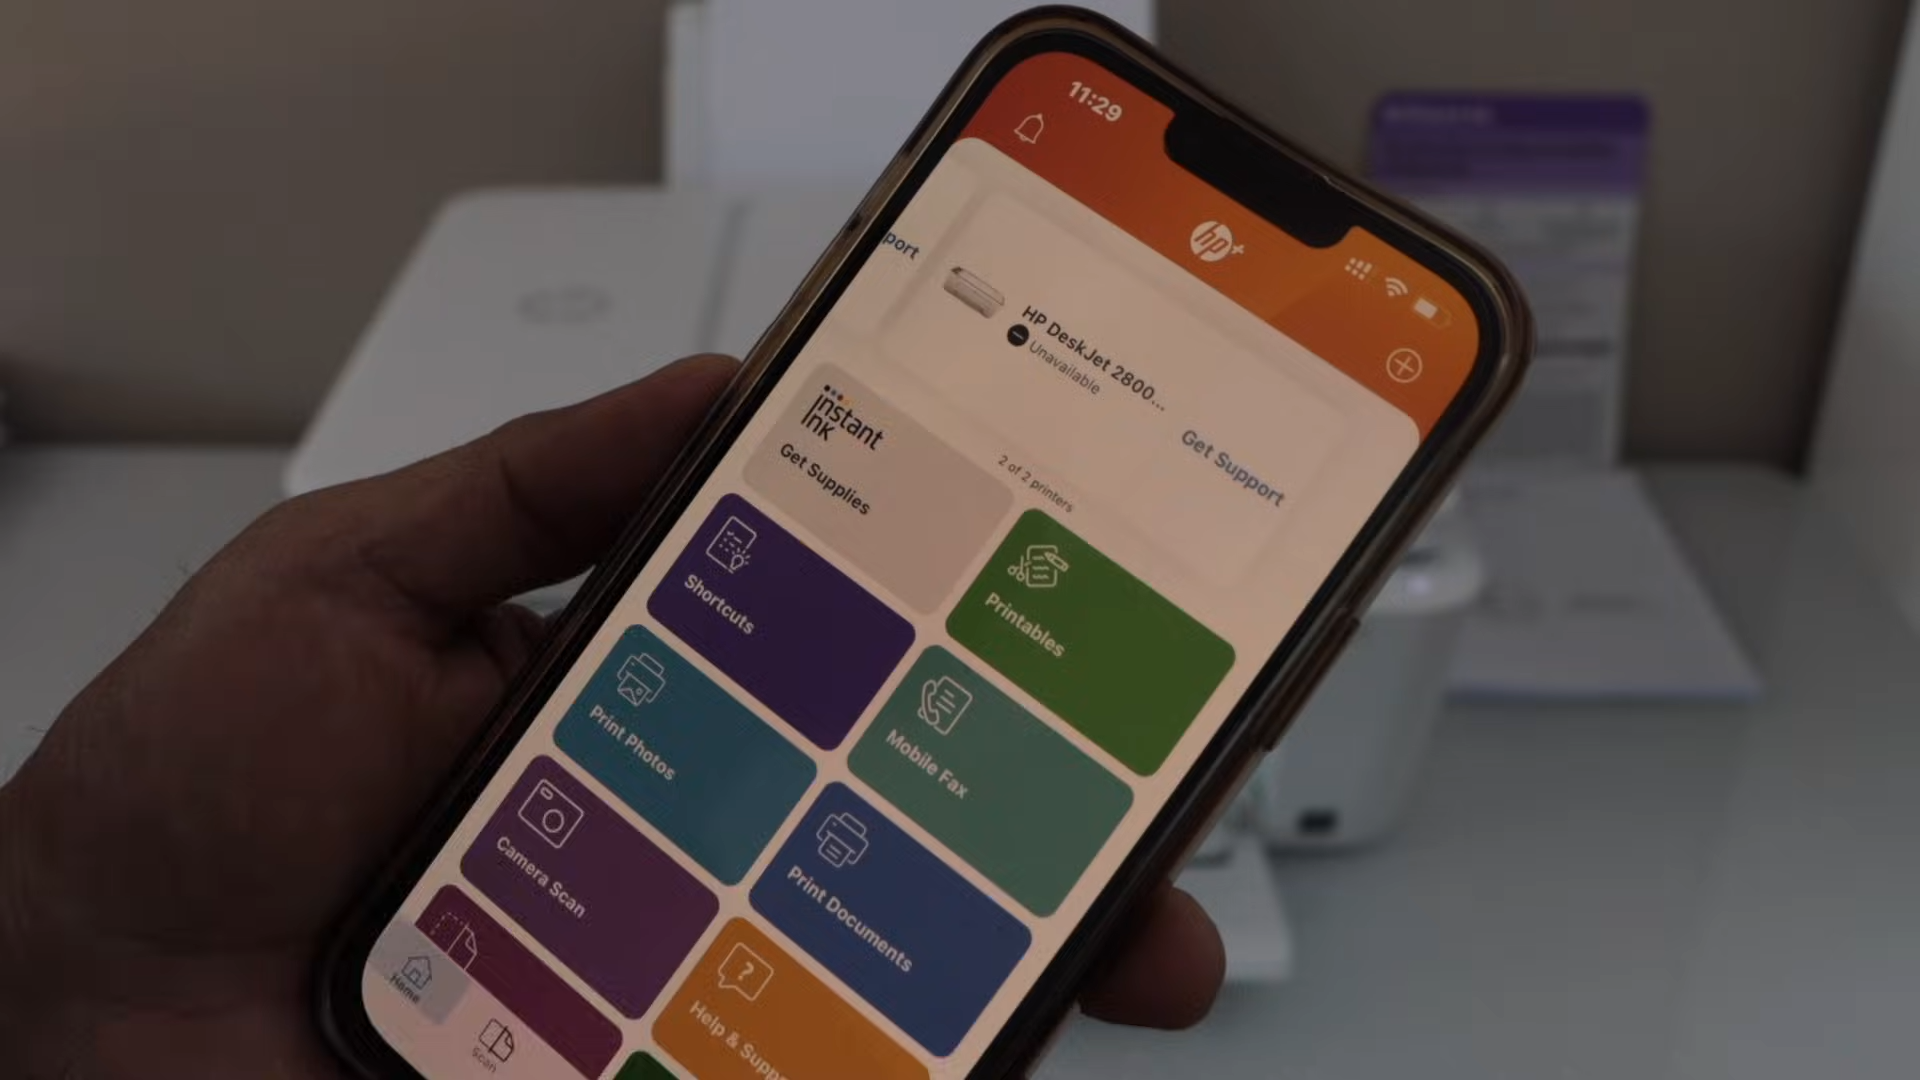 11:29
hp+
port
HP DeskJet 2800...
Unavailable
Get Support
2 of 2 printers
instant
ink
Get Supplies
Printables
Shortcuts
Mobile Fax
Print Photos
Print Documents
Camera Scan
Help & Suppo
Home
Scan